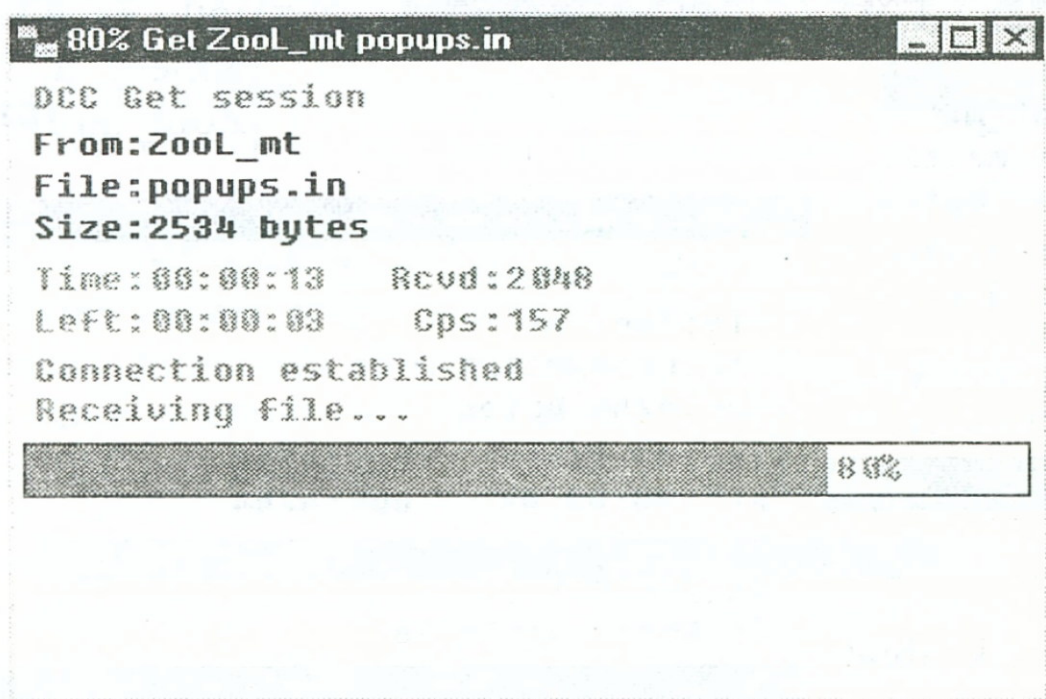 80% Get ZooL_mt popups.in
DCC Get session
From:ZooL_mt
File:popups.in
Size:2534 bytes
Time:00:00:13 Rcvd:2048
Left:00:00:03 Cps:157
Connection established
Receiving file...
80%